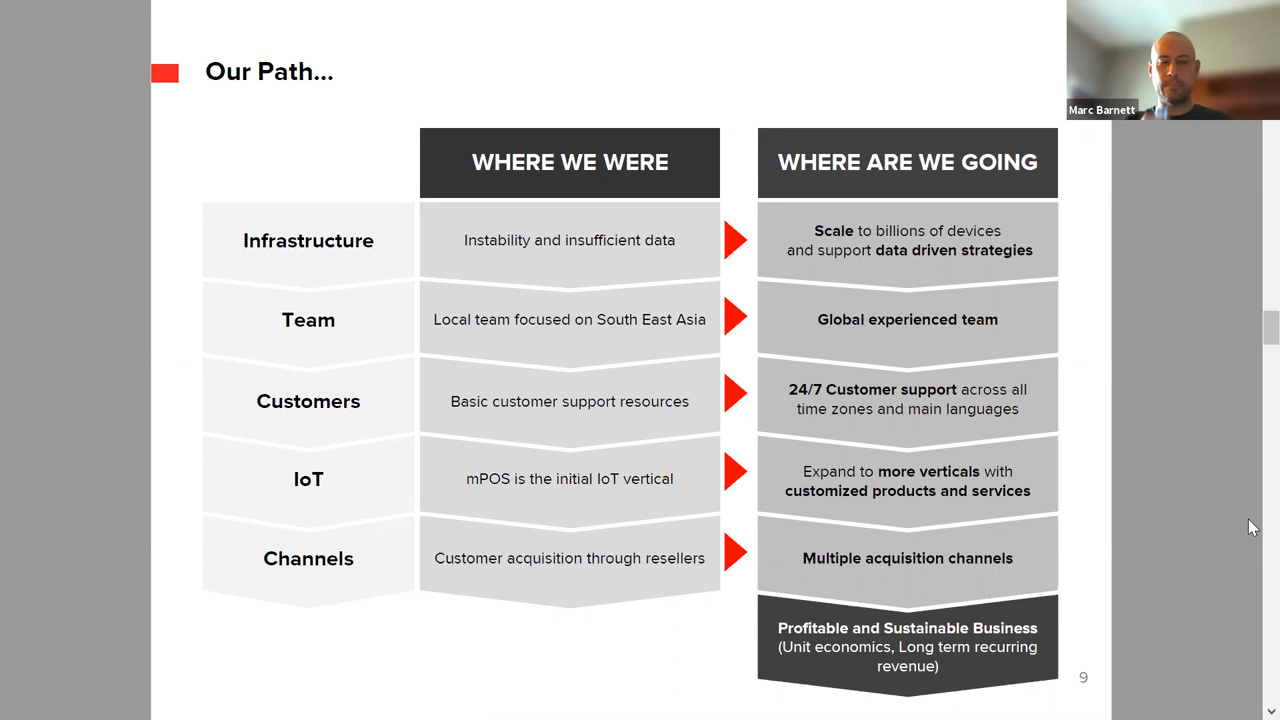 Our Path...
Marc Barnett
WHERE WE WERE
WHERE ARE WE GOING
Infrastructure
Instability and insufficient data
Scale to billions of devices
and support data driven strategies
Team
Local team focused on South East Asia
Global experienced team
Customers
Basic customer support resources
24/7 Customer support across all
time zones and main languages
IoT
mPOS is the initial IoT vertical
Expand to more verticals with
customized products and services
Channels
Customer acquisition through resellers
Multiple acquisition channels
Profitable and Sustainable Business
(Unit economics, Long term recurring
revenue)
9